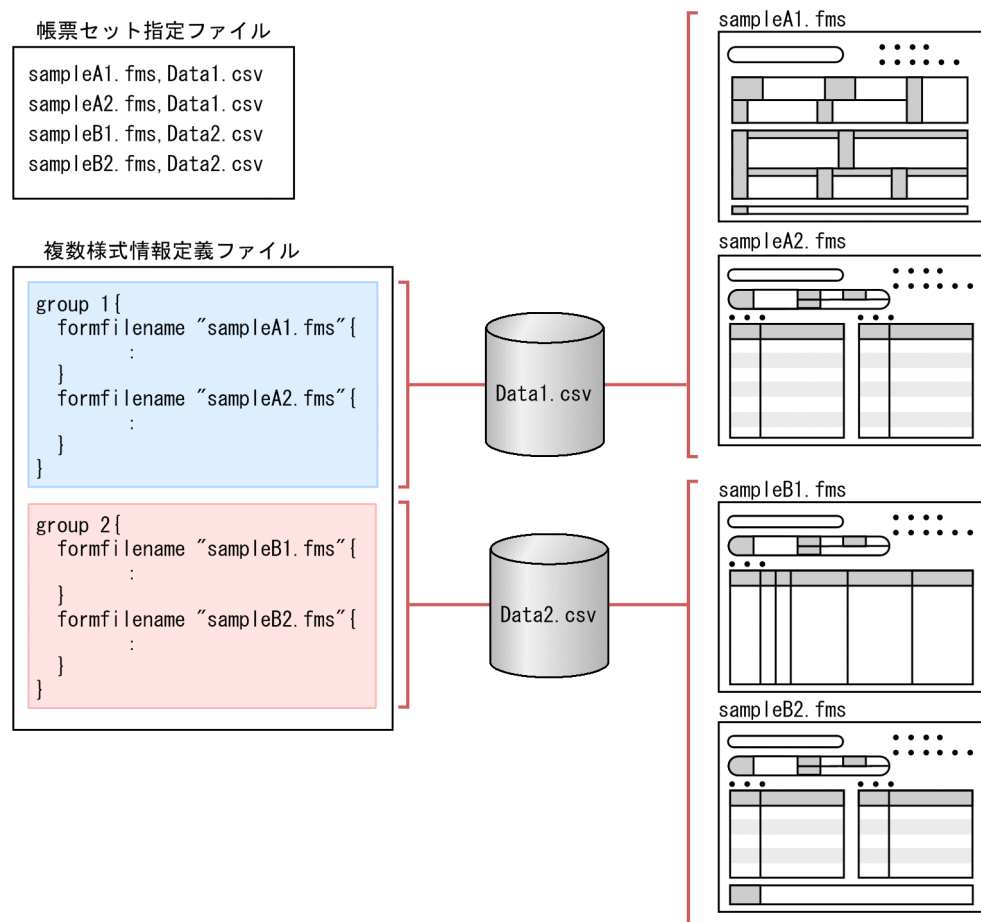 帳票セット指定ファイル
sampleA1.fms,Data1.csv
sampleA2.fms,Data1.csv
sampleB1.fms,Data2.csv
sampleB2.fms,Data2.csv
複数様式情報定義ファイル
group 1{
formfilename "sampleA1.fms"{
:
}
formfilename "sampleA2.fms"{
:
}
}
group 2{
formfilename "sampleB1.fms"{
:
}
formfilename "sampleB2.fms"{
:
}
}
Data1.csv
Data2.csv
sampleA1.fms
sampleA2.fms
sampleB1.fms
sampleB2.fms